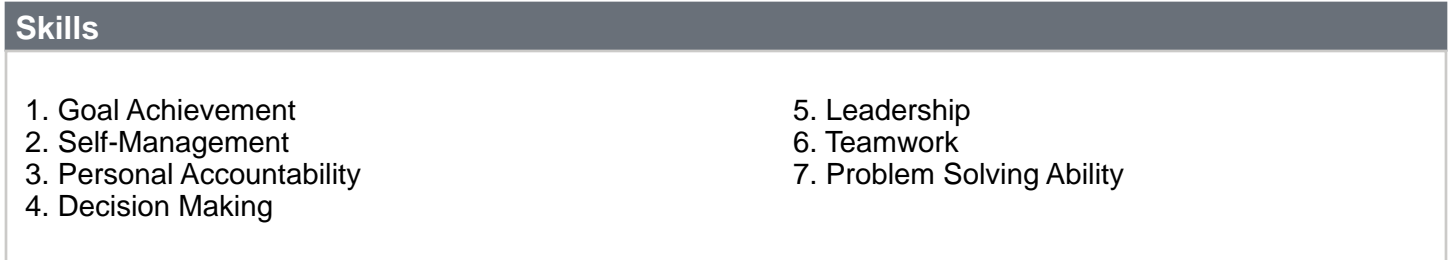 Skills
1. Goal Achievement
2. Self-Management
3. Personal Accountability
4. Decision Making
5. Leadership
6. Teamwork
7. Problem Solving Ability